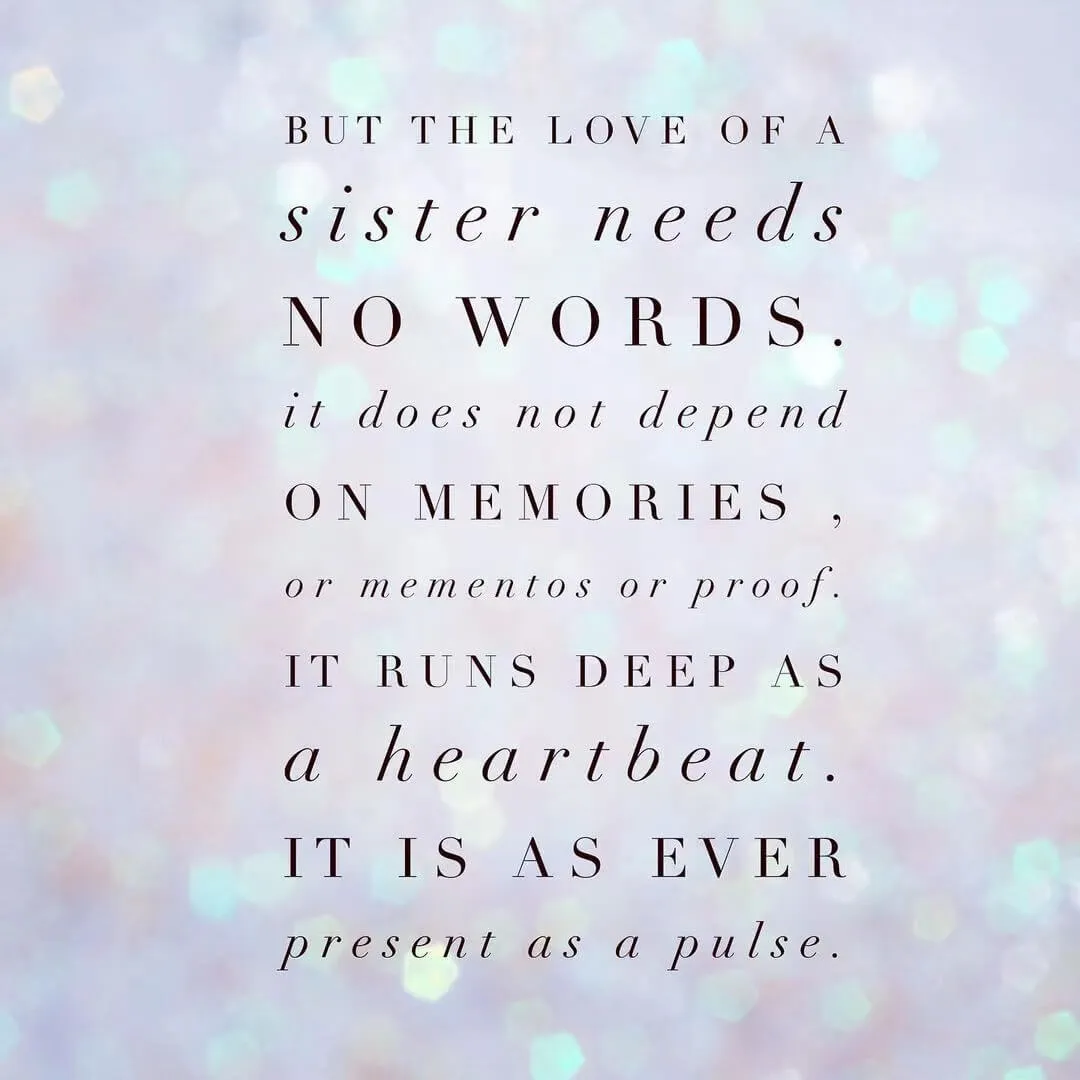 BUT THE LOVE OF A
sister needs
NO WORDS.
it does not depend
ON MEMORIES ,
or mementos or proof.
IT RUNS DEEP AS
a heartbeat.
IT IS AS EVER
present as a pulse.